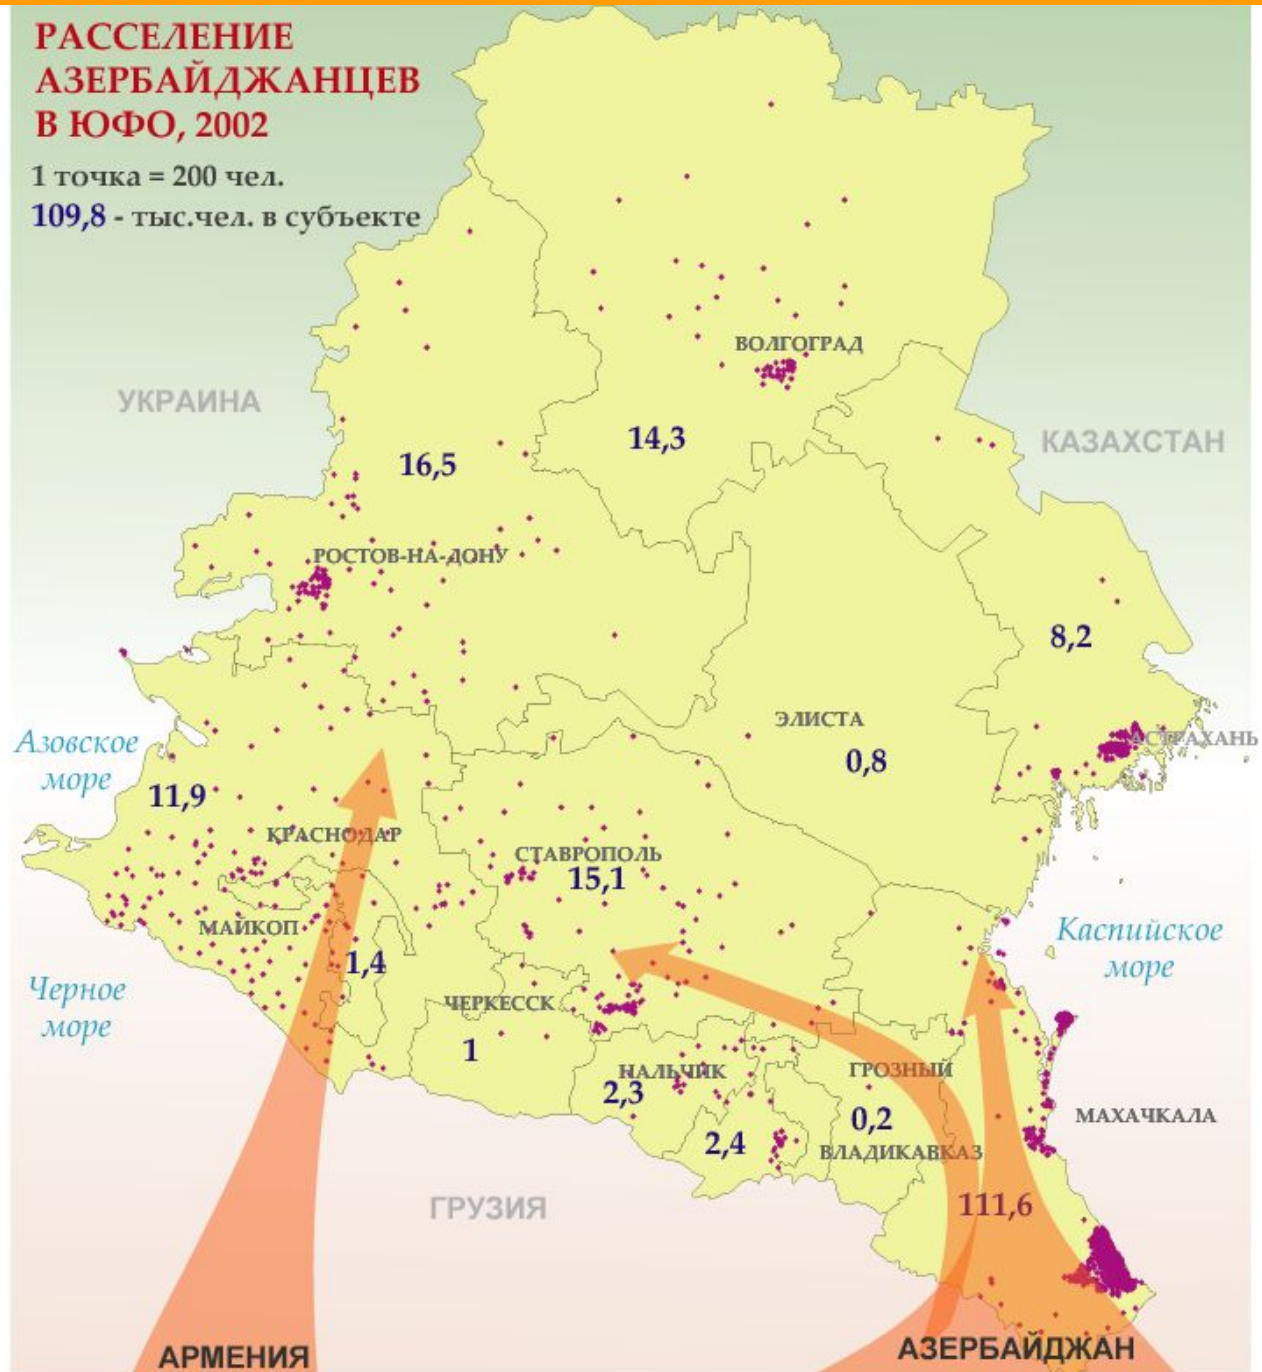 РАССЕЛЕНИЕ
АЗЕРБАЙДЖАНЦЕВ
В ЮФО, 2002
1 точка = 200 чел.
109,8 - тыс.чел. в субъекте
ВОЛГОГРАД
УКРАИНА
14,3
КАЗАХСТАН
16,5
РОСТОВ-НА-ДОНУ
8,2
ЭЛИСТА
АСТРАХАНЬ
Азовское
море
0,8
11,9
КРАСНОДАР
СТАВРОПОЛЬ
15,1
МАЙКОП
Каспийское
море
1,4
Черное
море
ЧЕРКЕССК
1
НАЛЬЧИК
ГРОЗНЫЙ
2,3
0,2
МАХАЧКАЛА
2,4
ВЛАДИКАВКАЗ
ГРУЗИЯ
111,6
АРМЕНИЯ
АЗЕРБАЙДЖАН